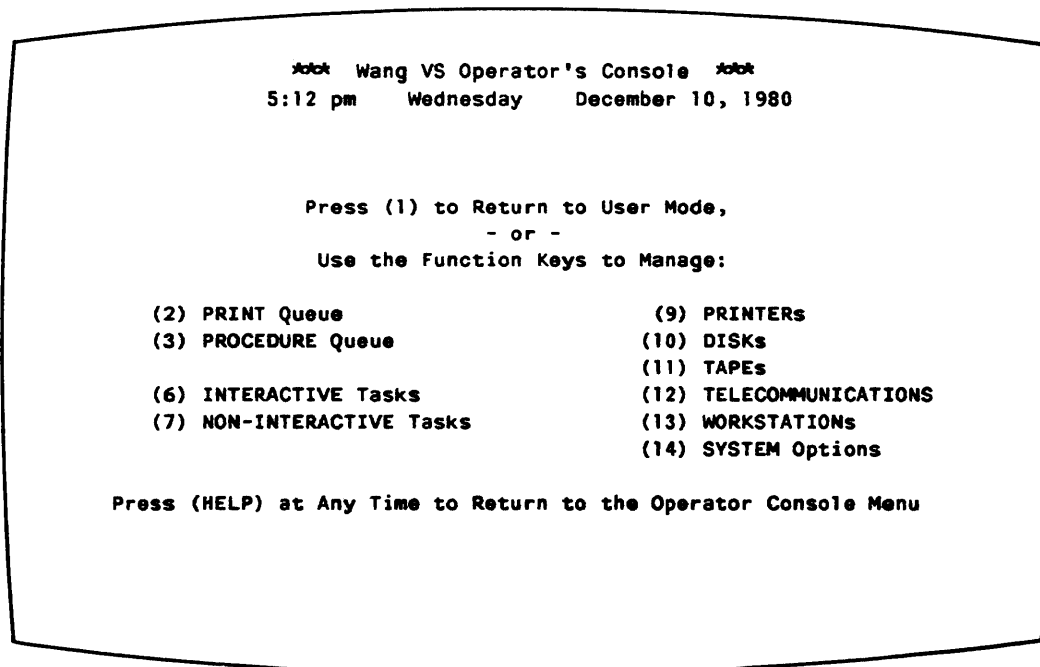 *** Wang VS Operator's Console ***
5:12 pm Wednesday December 10, 1980
Press (1) to Return to User Mode,
- or -
Use the Function Keys to Manage:
(2) PRINT Queue (9) PRINTERs
(3) PROCEDURE Queue (10) DISKs
(11) TAPEs
(6) INTERACTIVE Tasks (12) TELECOMMUNICATIONS
(7) NON-INTERACTIVE Tasks (13) WORKSTATIONs
(14) SYSTEM Options
Press (HELP) at Any Time to Return to the Operator Console Menu